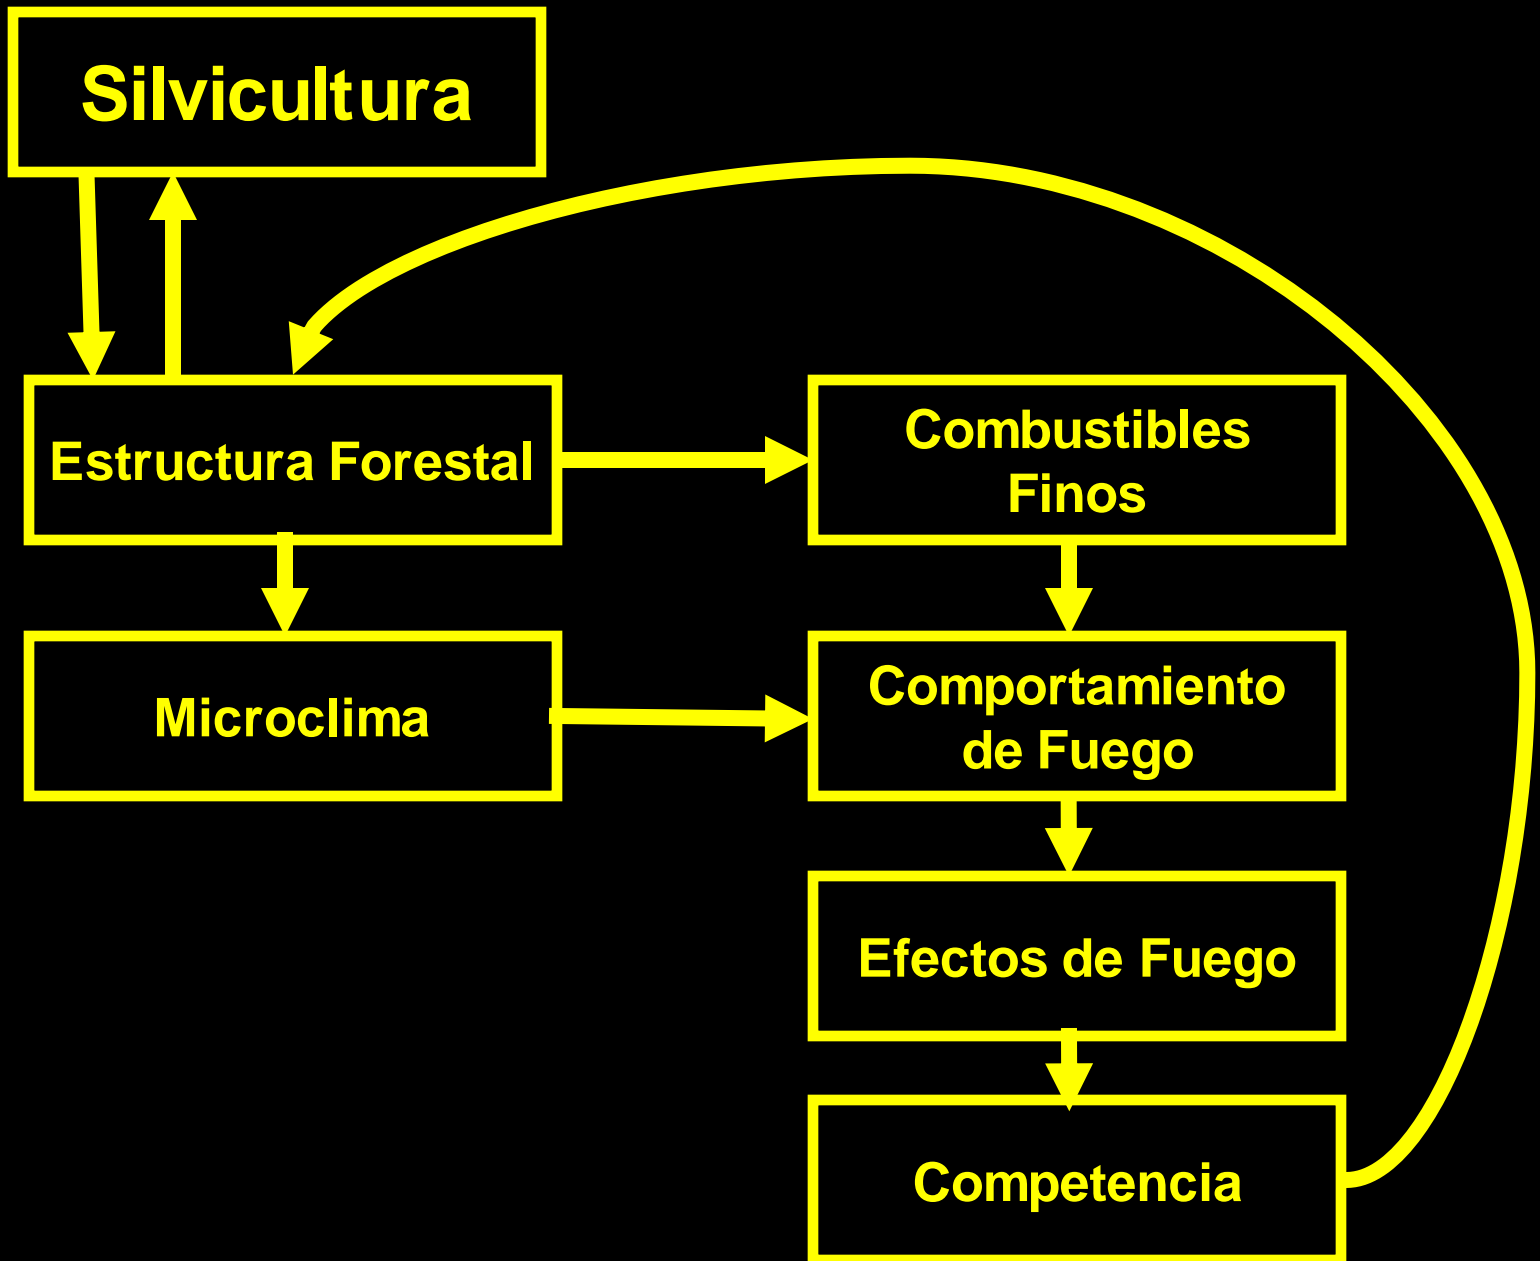 Silvicultura
Estructura Forestal
Combustibles
Finos
Microclima
Comportamiento
de Fuego
Efectos de Fuego
Competencia